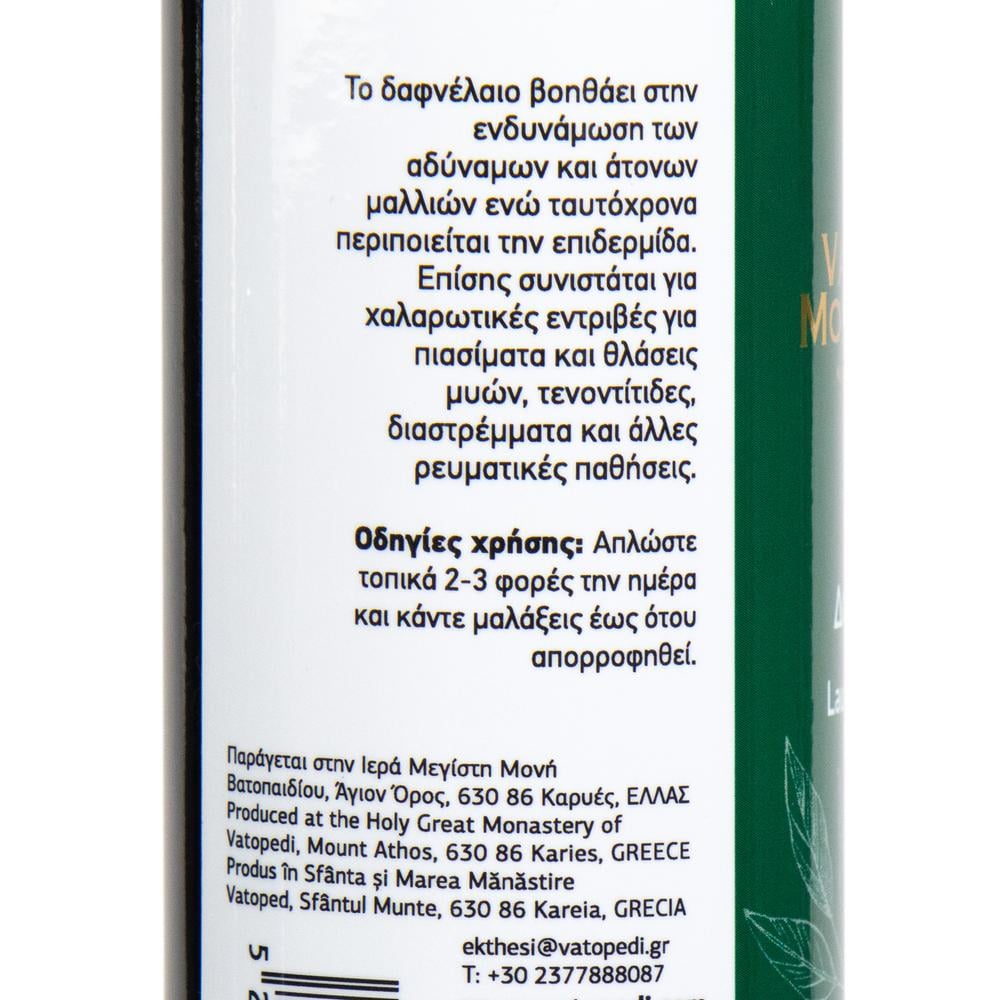 Το δαφνέλαιο βοηθάει στην
ενδυνάμωση των
αδύναμων και άτονων
μαλλιών ενώ ταυτόχρονα
περιποιείται την επιδερμίδα.
Επίσης συνιστάται για
χαλαρωτικές εντριβές για
πιασίματα και θλάσεις
μυών, τενοντίτιδες,
διαστρέμματα και άλλες
ρευματικές παθήσεις.
Οδηγίες χρήσης: Απλώστε
τοπικά 2-3 φορές την ημέρα
και κάντε μαλάξεις έως ότου
απορροφηθεί.
Παράγεται στην Ιερά Μεγίστη Μονή
Βατοπαιδίου, Άγιον Όρος, 630 86 Καρυές, ΕΛΛΑΣ
Produced at the Holy Great Monastery of
Vatopedi, Mount Athos, 630 86 Karies, GREECE
Produs în Sfânta și Marea Mănăstire
Vatoped, Sfântul Munte, 630 86 Kareia, GRECIA
ekthesi@vatopedi.gr
T: +30 2377888087
5